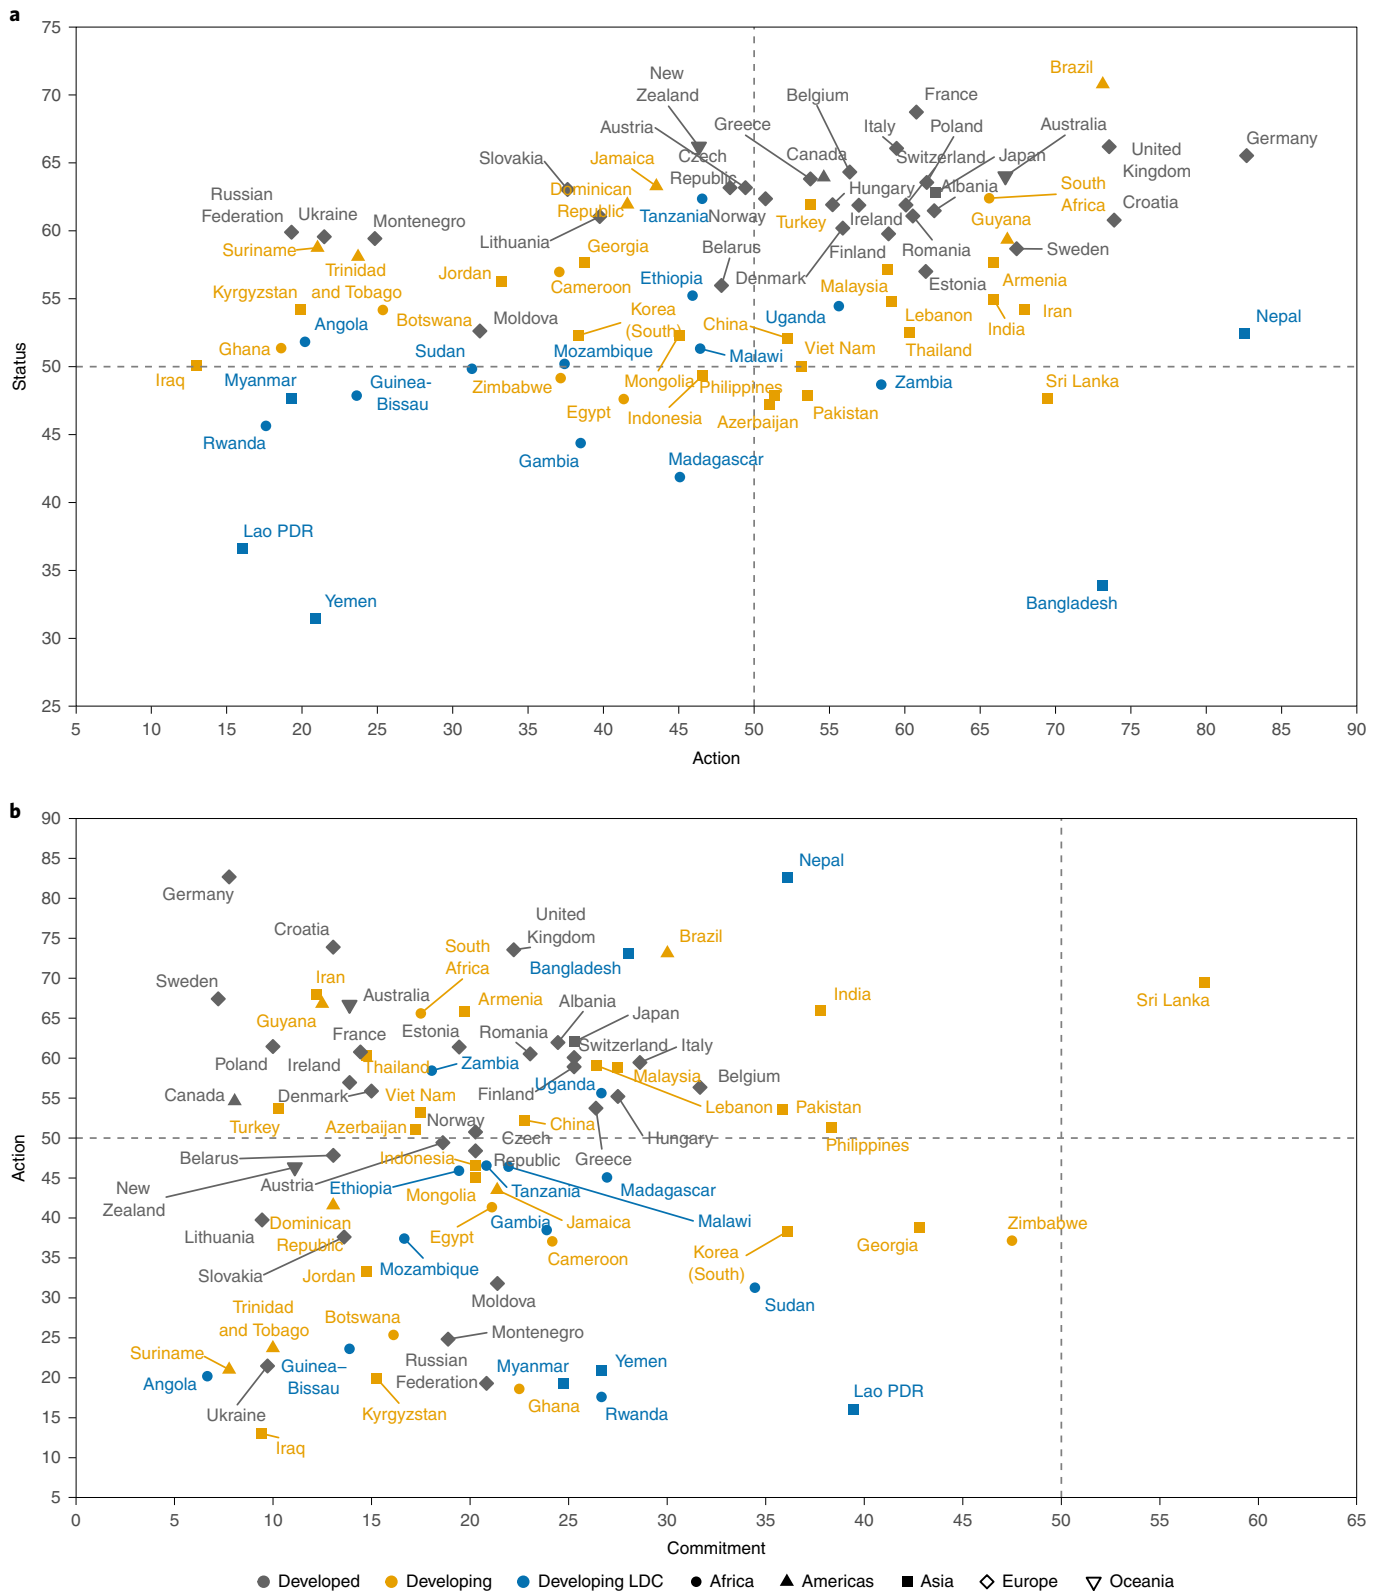 a
75
70
65
60
55
50
45
40
35
30
25
Status
5
10
15
20
25
30
35
40
45
50
55
60
65
70
75
80
85
90
Action
Brazil
New
Zealand
Belgium
France
Austria
Greece
Italy
Poland
Australia
Germany
Slovakia
Jamaica
Czech
Republic
Canada
Switzerland
Japan
United
Kingdom
Russian
Federation
Ukraine
Montenegro
Dominican
Republic
Tanzania
Norway
Turkey
Hungary
Albania
South
Africa
Croatia
Guyana
Ireland
Suriname
Lithuania
Georgia
Belarus
Denmark
Finland
Romania
Sweden
Trinidad
and Tobago
Jordan
Cameroon
Ethiopia
Malaysia
Estonia
Armenia
Kyrgyzstan
Angola
Botswana
Moldova
Korea
(South)
China
Uganda
Lebanon
India
Iran
Nepal
Ghana
Sudan
Mozambique
Malawi
Viet Nam
Thailand
Iraq
Myanmar
Guinea-
Bissau
Zimbabwe
Mongolia
Philippines
Zambia
Sri Lanka
Egypt
Indonesia
Azerbaijan
Pakistan
Rwanda
Gambia
Madagascar
Lao PDR
Yemen
Bangladesh
b
90
85
80
75
70
65
60
55
50
45
40
35
30
25
20
15
10
5
Action
0
5
10
15
20
25
30
35
40
45
50
55
60
65
Commitment
Nepal
Germany
Croatia
United
Kingdom
South
Africa
Bangladesh
Brazil
Sweden
Iran
Australia
Armenia
Albania
India
Sri Lanka
Guyana
France
Estonia
Romania
Japan
Poland
Ireland
Thailand
Zambia
Switzerland
Italy
Canada
Denmark
Viet Nam
Finland
Uganda
Malaysia
Belgium
Turkey
Azerbaijan
Norway
China
Lebanon
Pakistan
Belarus
Indonesia
Czech
Republic
Greece
Hungary
Philippines
New
Zealand
Austria
Ethiopia
Mongolia
Tanzania
Madagascar
Lithuania
Dominican
Republic
Egypt
Gambia
Jamaica
Malawi
Zimbabwe
Slovakia
Jordan
Mozambique
Cameroon
Korea
(South)
Georgia
Trinidad
and Tobago
Botswana
Moldova
Sudan
Suriname
Montenegro
Angola
Guinea–
Bissau
Russian
Federation
Myanmar
Yemen
Ukraine
Kyrgyzstan
Ghana
Rwanda
Lao PDR
Iraq
Developed
Developing
Developing LDC
Africa
Americas
Asia
Europe
Oceania